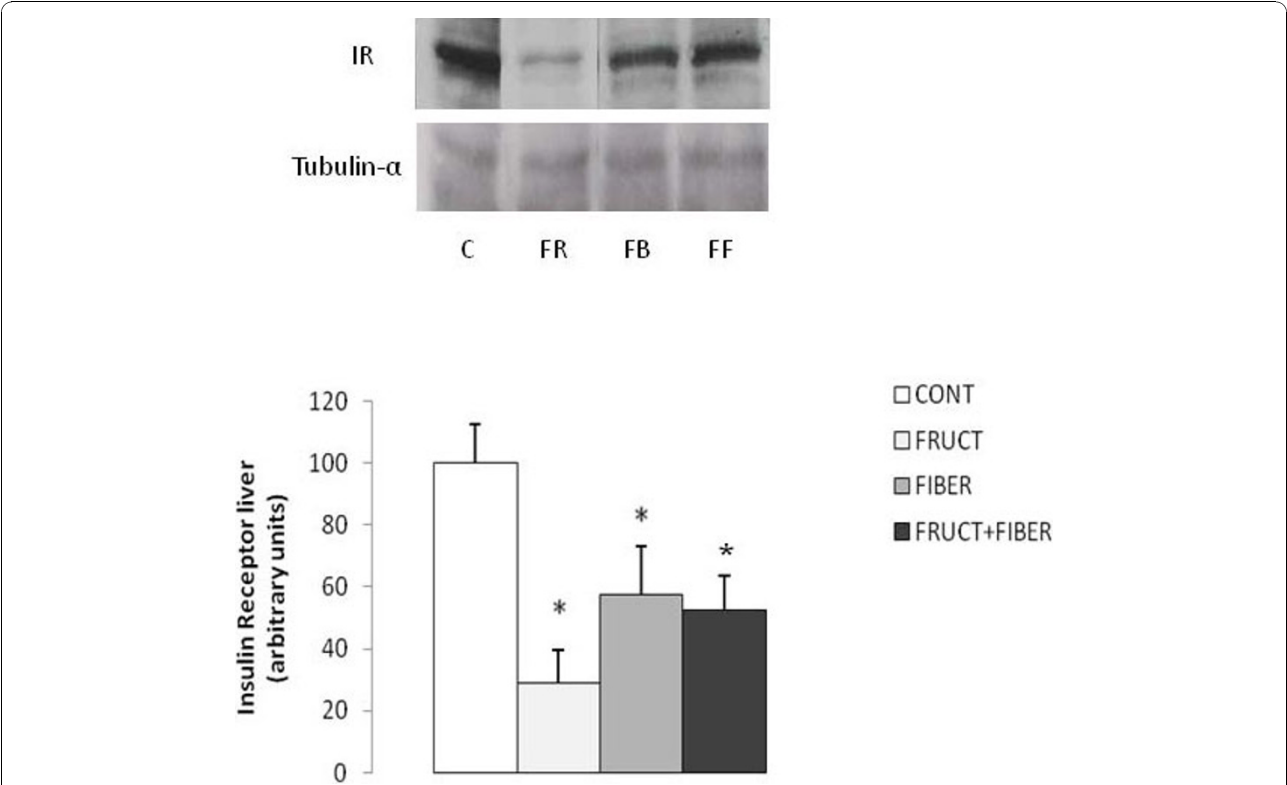 IR
Tubulin-α
C FR FB FF
120
100
80
60
40
20
0
Insulin Receptor liver
(arbitrary units)
*
*
*
CONT
FRUCT
FIBER
FRUCT+FIBER